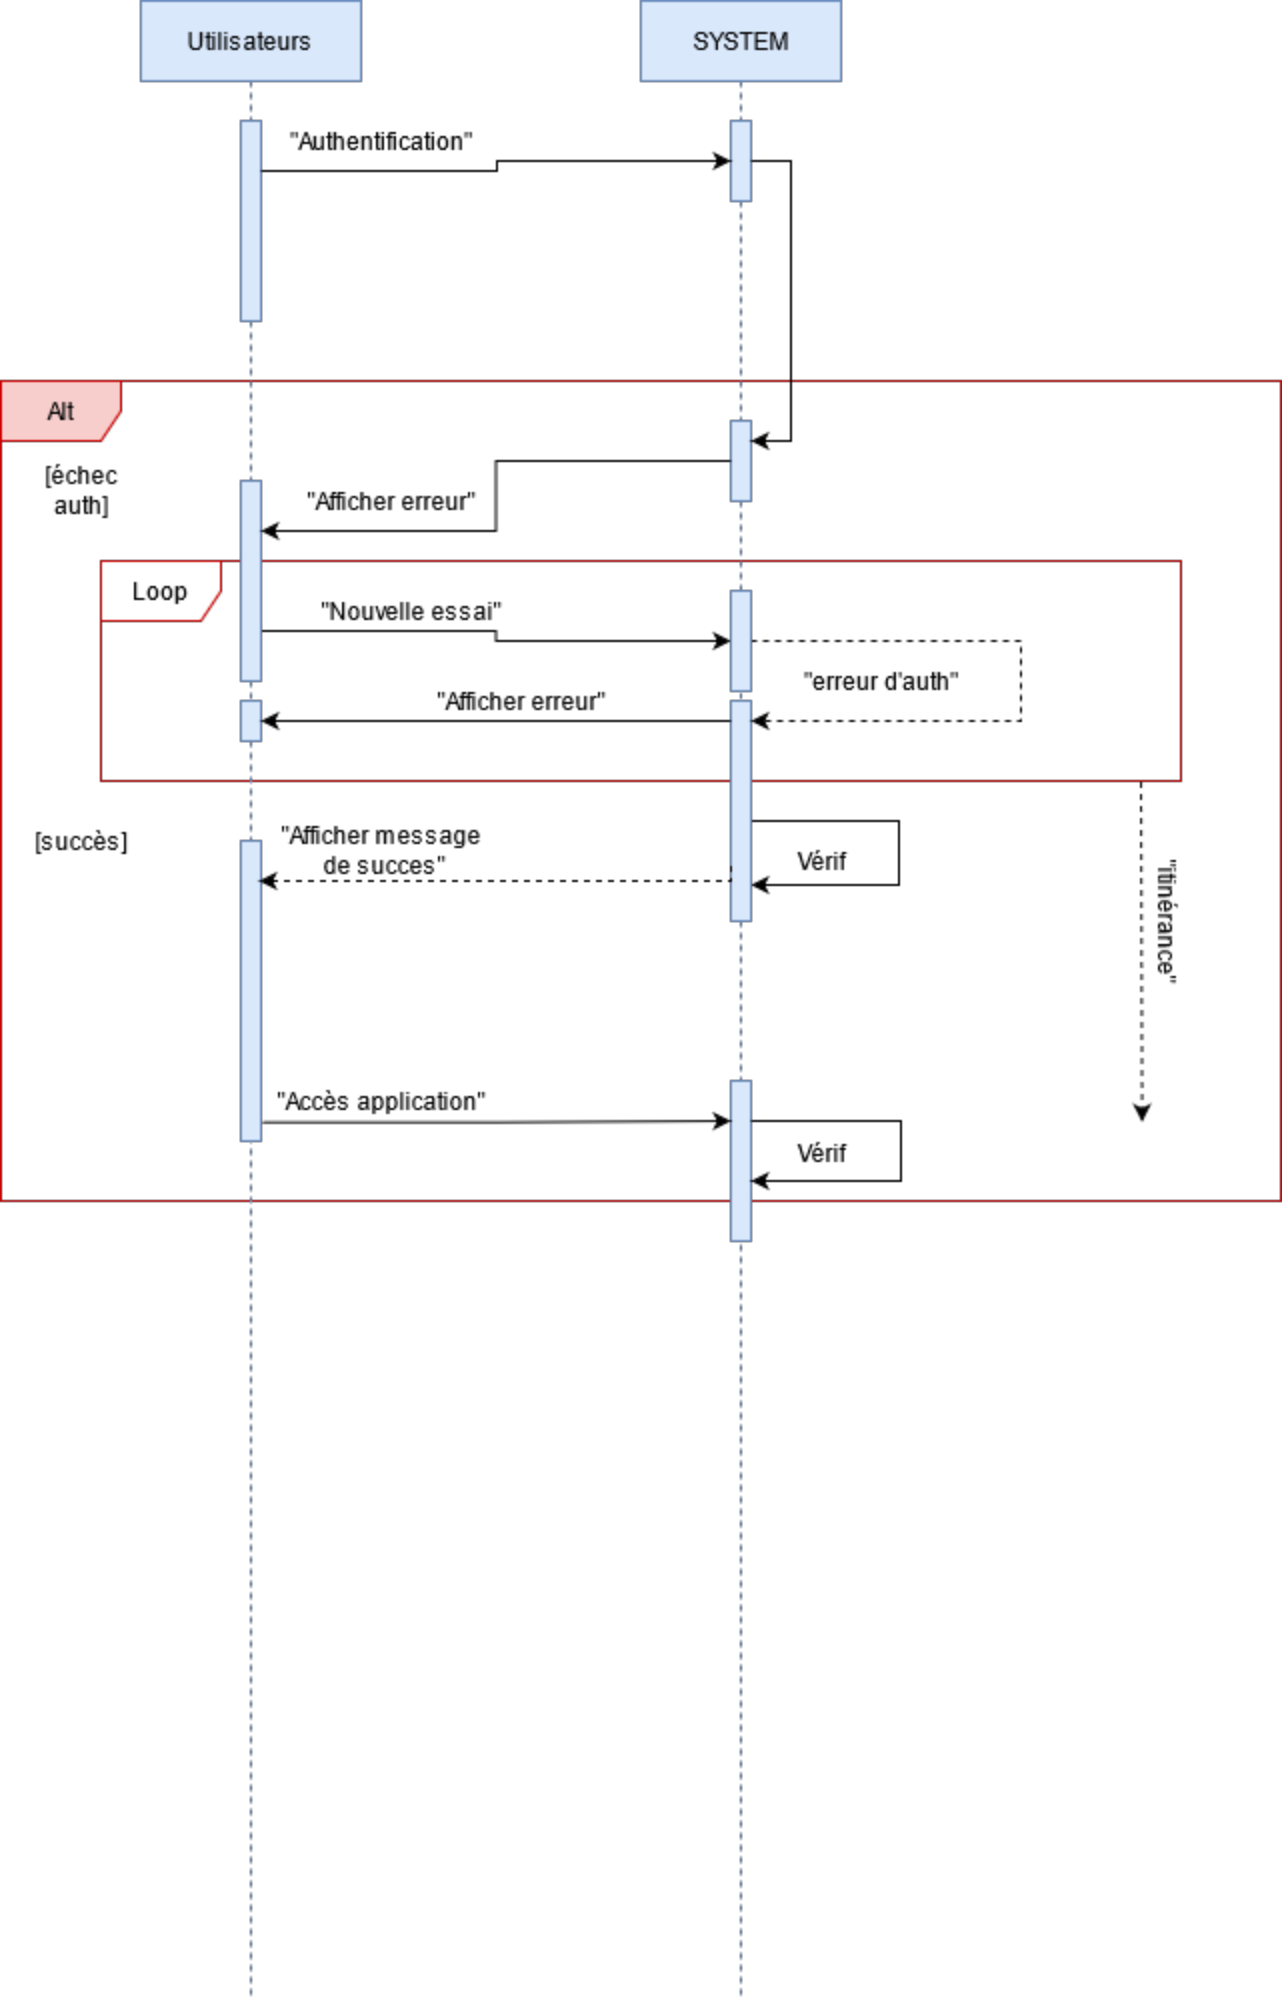 Utilisateurs
SYSTEM
"Authentification"
Alt
[échec
auth]
"Afficher erreur"
Loop
"Nouvelle essai"
"erreur d'auth"
"Afficher erreur"
[succès]
"Afficher message
de succes"
Vérif
"itinérance"
"Accès application"
Vérif